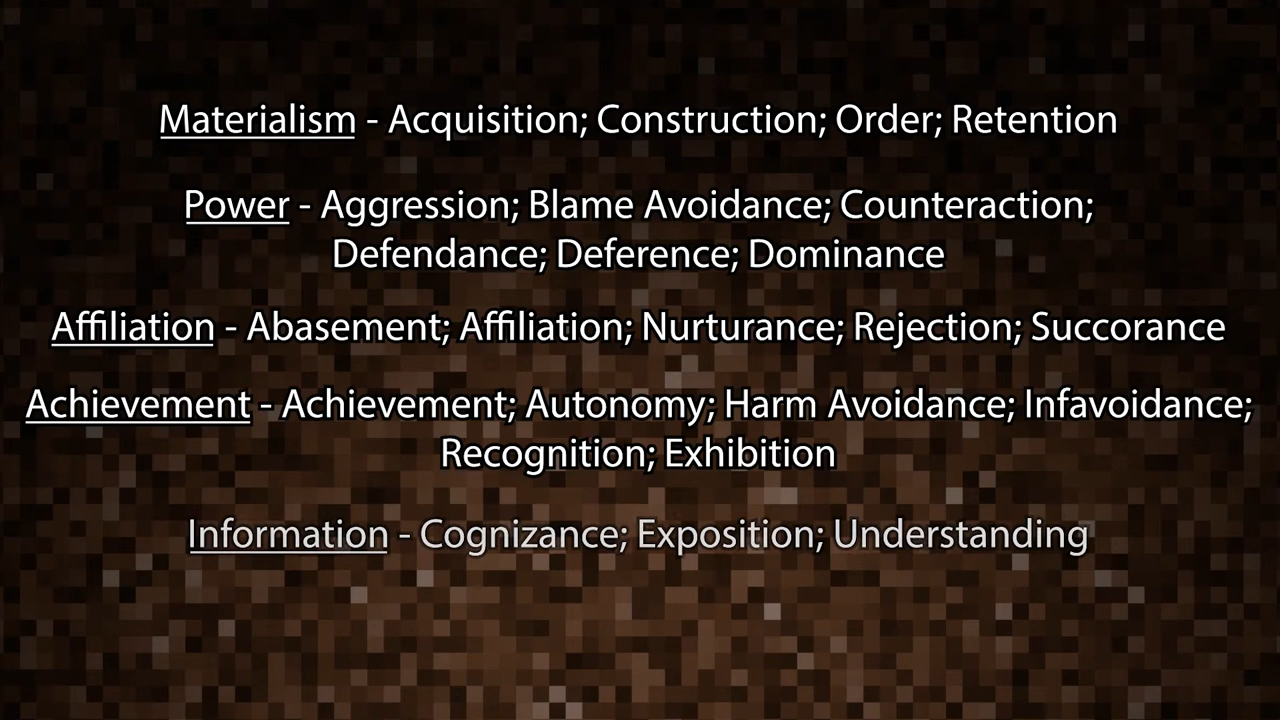 Materialism - Acquisition; Construction; Order; Retention
Power - Aggression; Blame Avoidance; Counteraction;
Defendance; Deference; Dominance
Affiliation - Abasement; Affiliation; Nurturance; Rejection; Succorance
Achievement - Achievement; Autonomy; Harm Avoidance; Infavoidance;
Recognition; Exhibition
Information - Cognizance; Exposition; Understanding